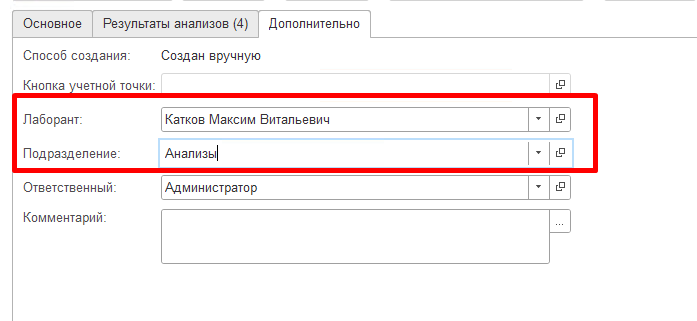 Основное Результаты анализов (4) Дополнительно
Способ создания: Создан вручную
Кнопка учетной точки:
Лаборант: Катков Максим Витальевич
Подразделение: Анализы
Ответственный: Администратор
Комментарий: ...